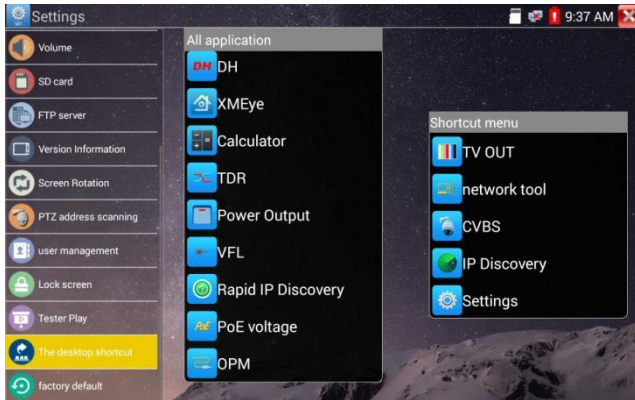 Settings
9:37 AM
Volume
SD card
FTP server
Version Information
Screen Rotation
PTZ address scanning
user management
Lock screen
Tester Play
The desktop shortcut
factory default
All application
DH DH
XMEye
Calculator
TDR
Power Output
VFL
Rapid IP Discovery
PoE PoE voltage
OPM
Shortcut menu
TV OUT
network tool
CVBS
IP Discovery
Settings